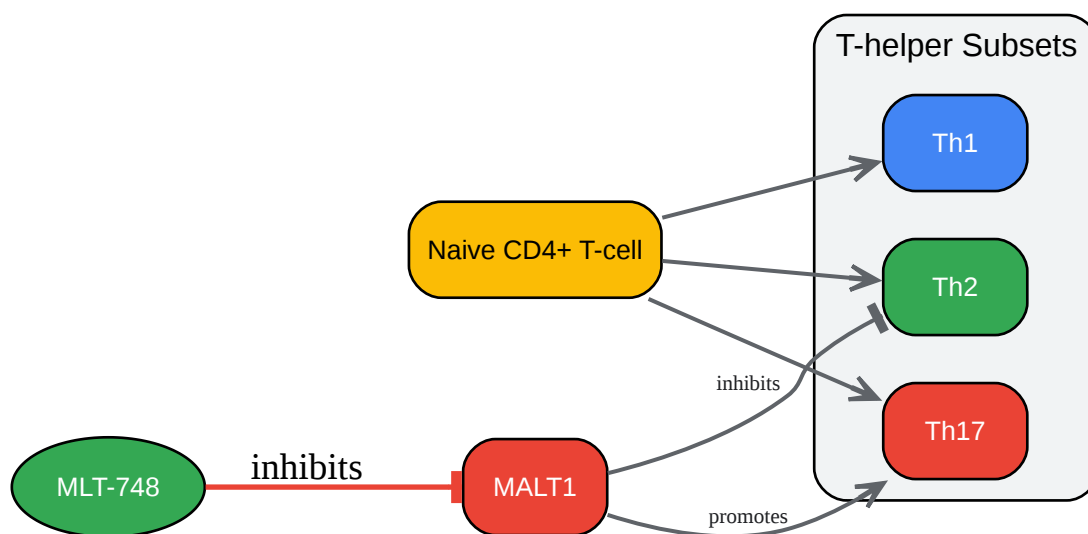 T-helper Subsets
Th1
Naive CD4+ T-cell
Th2
inhibits
Th17
inhibits
MLT-748
MALT1
promotes